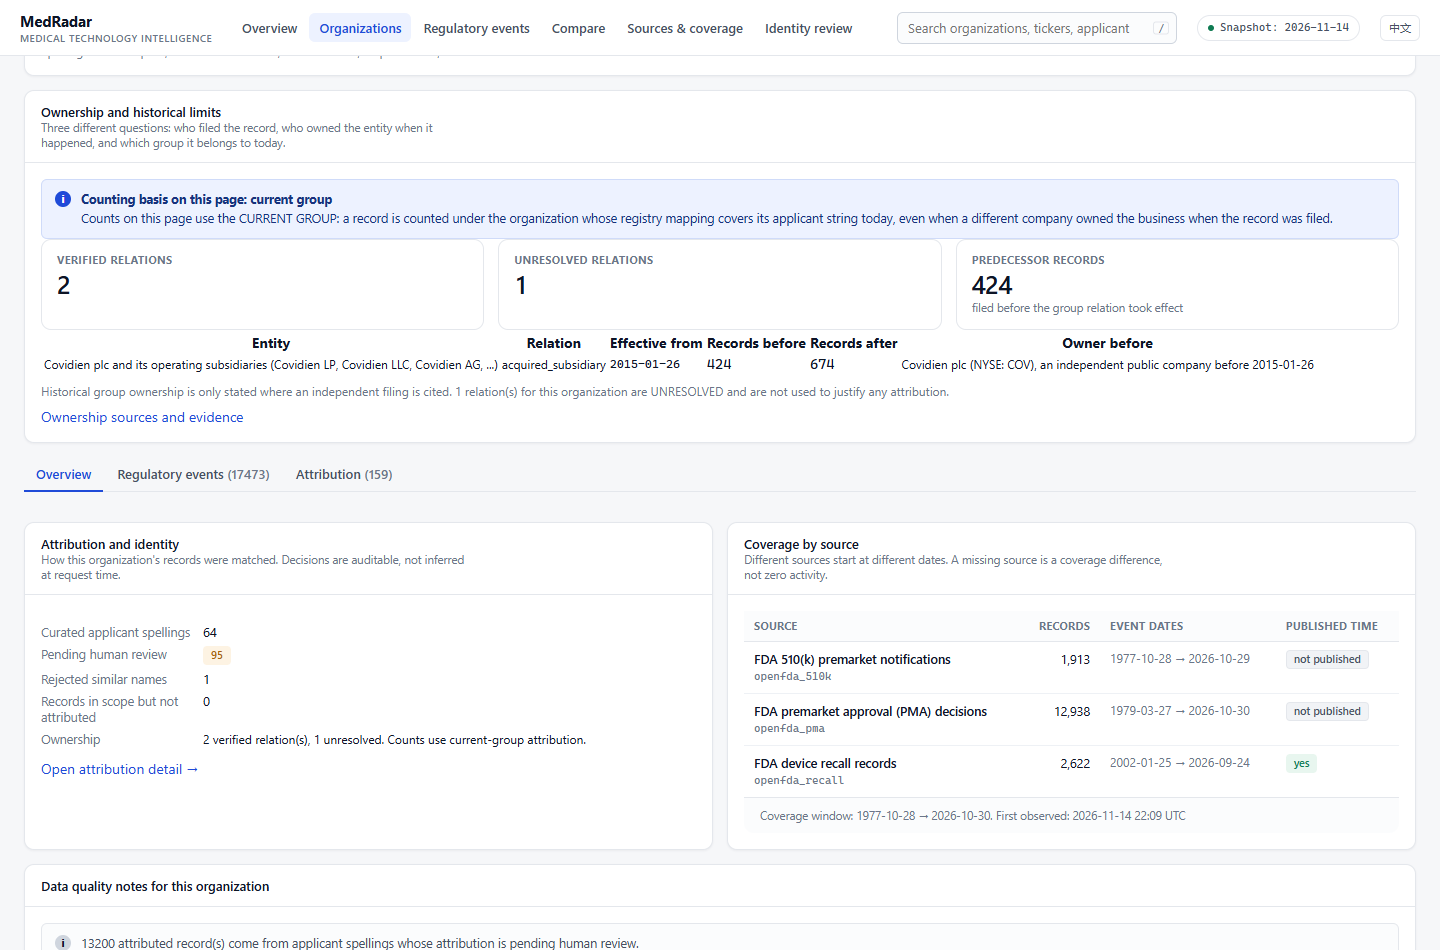 MedRadar
MEDICAL TECHNOLOGY INTELLIGENCE
Overview
Organizations
Regulatory events
Compare
Sources & coverage
Identity review
Search organizations, tickers, applicant
/
Snapshot: 2026-11-14
中文
Ownership and historical limits
Three different questions: who filed the record, who owned the entity when it
happened, and which group it belongs to today.
Counting basis on this page: current group
Counts on this page use the CURRENT GROUP: a record is counted under the organization whose registry mapping covers its applicant string today, even when a different company owned the business when the record was filed.
VERIFIED RELATIONS
2
UNRESOLVED RELATIONS
1
PREDECESSOR RECORDS
424
filed before the group relation took effect
Entity Relation Effective from Records before Records after Owner before
Covidien plc and its operating subsidiaries (Covidien LP, Covidien LLC, Covidien AG, ...) acquired_subsidiary 2015-01-26 424 674 Covidien plc (NYSE: COV), an independent public company before 2015-01-26
Historical group ownership is only stated where an independent filing is cited. 1 relation(s) for this organization are UNRESOLVED and are not used to justify any attribution.
Ownership sources and evidence
Overview
Regulatory events (17473)
Attribution (159)
Attribution and identity
How this organization's records were matched. Decisions are auditable, not inferred
at request time.
Curated applicant spellings 64
Pending human review 95
Rejected similar names 1
Records in scope but not 0
attributed
Ownership 2 verified relation(s), 1 unresolved. Counts use current-group attribution.
Open attribution detail →
Coverage by source
Different sources start at different dates. A missing source is a coverage difference,
not zero activity.
SOURCE RECORDS EVENT DATES PUBLISHED TIME
FDA 510(k) premarket notifications 1,913 1977-10-28 → 2026-10-29 not published
openfda_510k
FDA premarket approval (PMA) decisions 12,938 1979-03-27 → 2026-10-30 not published
openfda_pma
FDA device recall records 2,622 2002-01-25 → 2026-09-24 yes
openfda_recall
Coverage window: 1977-10-28 → 2026-10-30. First observed: 2026-11-14 22:09 UTC
Data quality notes for this organization
13200 attributed record(s) come from applicant spellings whose attribution is pending human review.